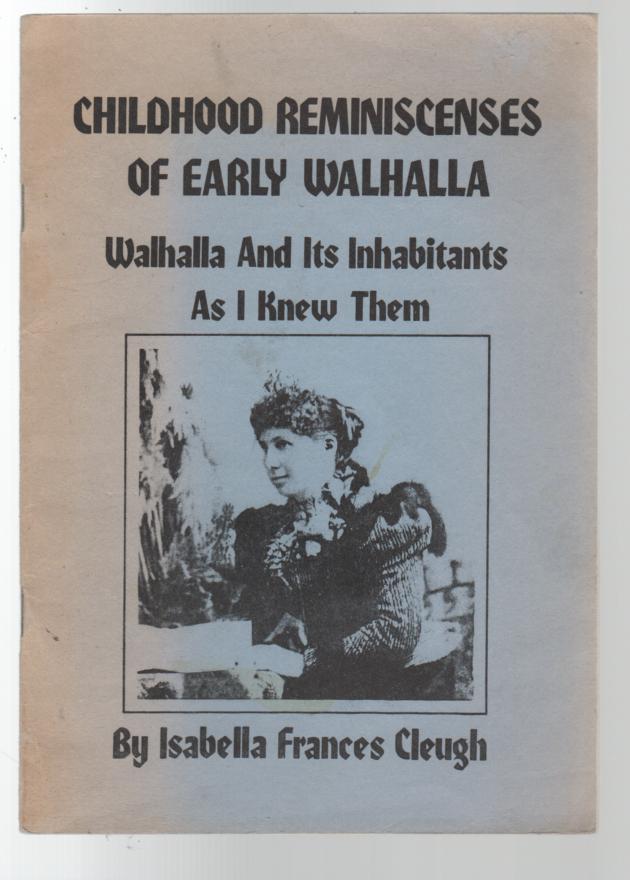 CHILDHOOD REMINISCENSES
OF EARLY WALHALLA
Walhalla And Its Inhabitants
As I Knew Them
By Isabella Frances Cleugh